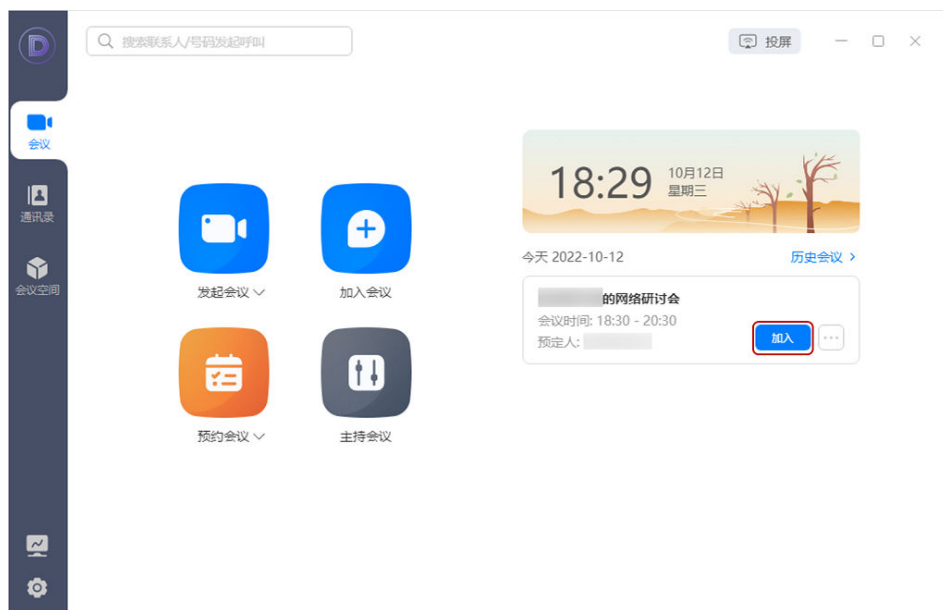 搜索联系人/号码发起呼叫
投屏
会议
通讯录
会议空间
发起会议
加入会议
预约会议
主持会议
18:29
10月12日
星期三
今天 2022-10-12
历史会议
的网络研讨会
会议时间: 18:30 - 20:30
预定人:
加入